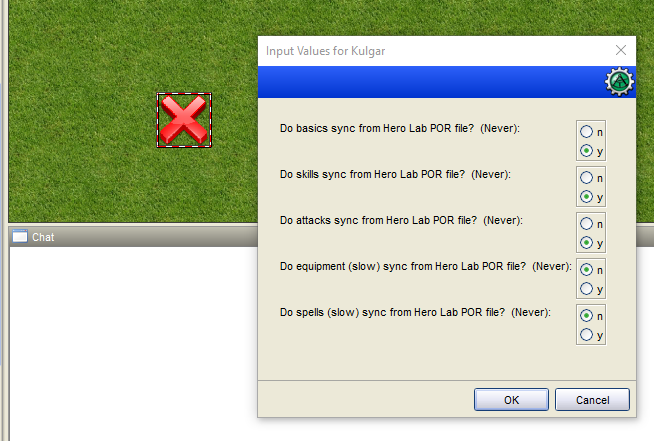 Input Values for Kulgar
Do basics sync from Hero Lab POR file? (Never):
n
y
Do skills sync from Hero Lab POR file? (Never):
n
y
Do attacks sync from Hero Lab POR file? (Never):
n
y
Do equipment (slow) sync from Hero Lab POR file? (Never):
n
y
Do spells (slow) sync from Hero Lab POR file? (Never):
n
y
Chat
OK
Cancel